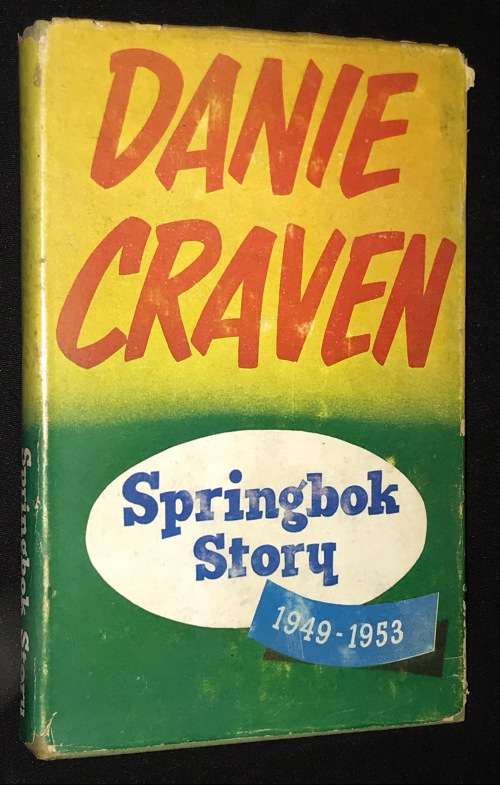 DANIE
CRAVEN
Springbok
Story
1949-1953
Springbok Story